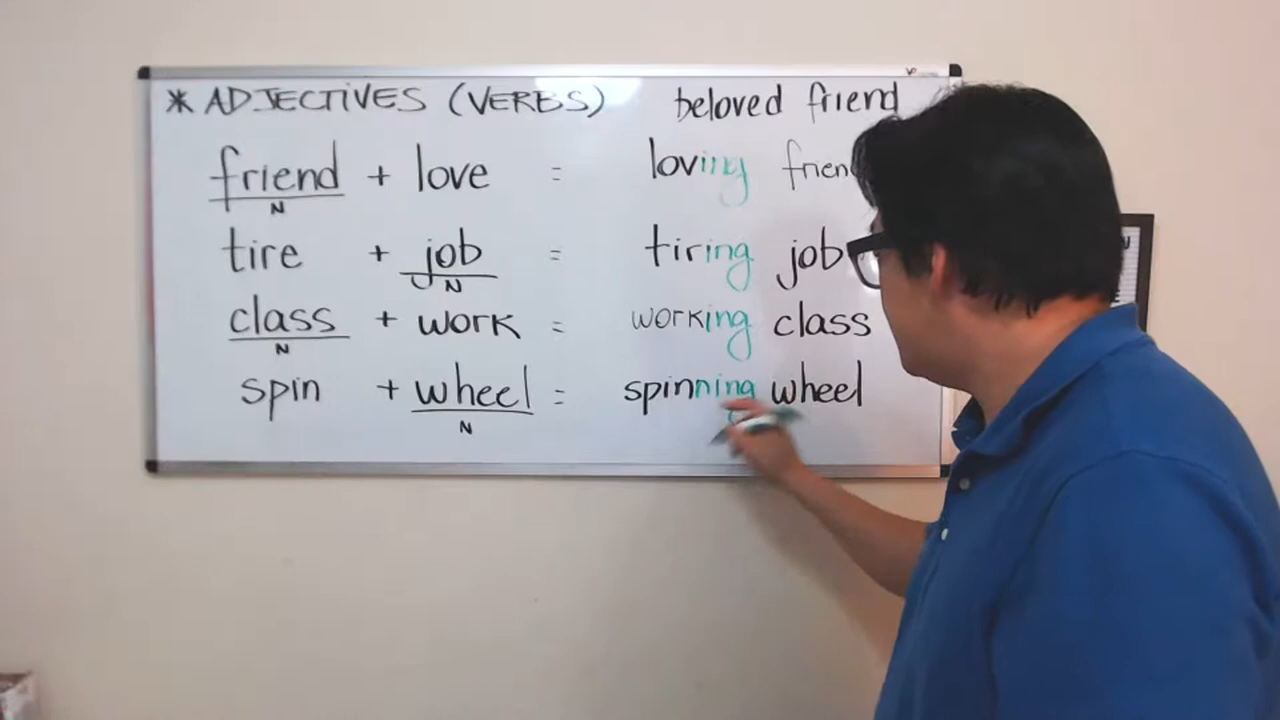 * ADJECTIVES (VERBS) beloved friend
friend + love = loving frien
N
tire + job = tiring job
N
class + work = working class
N
spin + wheel = spinning wheel
N